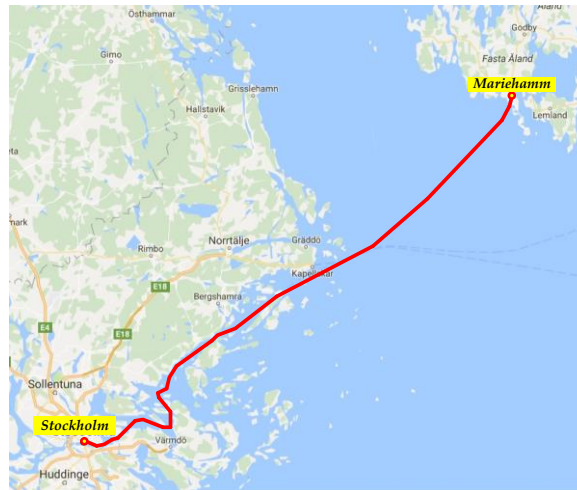 Östhammar
Åland
Godby
Gimo
Fasta Åland
Mariehamm
Grisslehamn
Hallstavik
Lemland
mark
Norrtälje
Gräddö
Rimbo
Kapellskär
E18
Bergshamra
E4
E18
Sollentuna
Stockholm
Värmdö
Huddinge